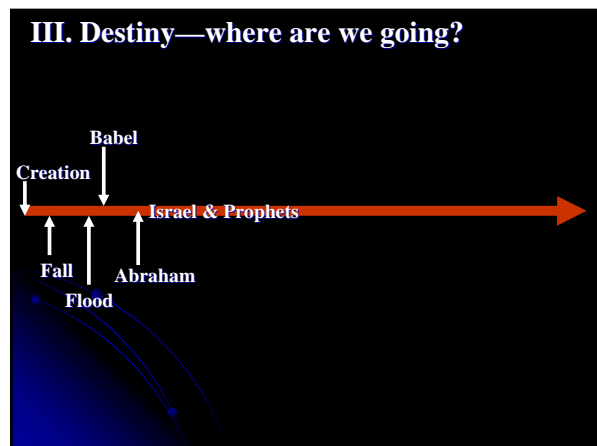 III. Destiny—where are we going?
Babel
Creation
Israel & Prophets
Fall
Abraham
Flood